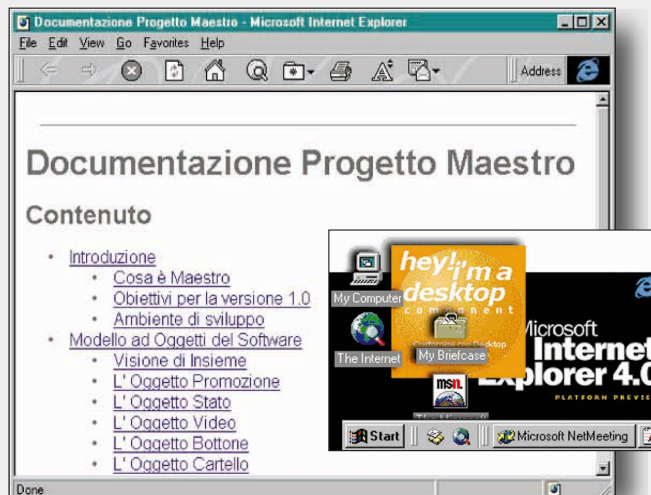 Documentazione Progetto Maestro - Microsoft Internet Explorer
File Edit View Go Favorites Help
Address
Documentazione Progetto Maestro
Contenuto
• Introduzione
• Cosa è Maestro
• Obiettivi per la versione 1.0
• Ambiente di sviluppo
• Modello ad Oggetti del Software
• Visione di Insieme
• L' Oggetto Promozione
• L' Oggetto Stato
• L' Oggetto Video
• L' Oggetto Bottone
• L' Oggetto Cartello
Done
hey! i'm a
desktop
component
My Computer
The Internet
My Briefcase
msn
Microsoft
Internet
Explorer 4.0
PLATFORM PREVIE
Start
Microsoft NetMeeting